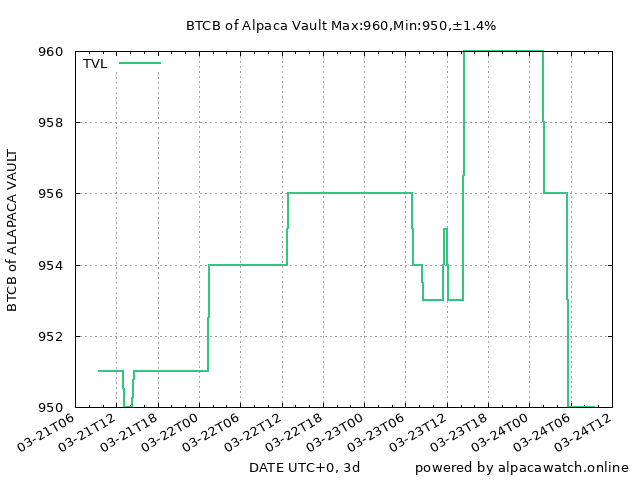 BTCB of Alpaca Vault Max:960,Min:950,±1.4%
TVL
960
958
956
954
952
950
BTCB of ALAPACA VAULT
03-21T06
03-21T12
03-21T18
03-22T00
03-22T06
03-22T12
03-22T18
03-23T00
03-23T06
03-23T12
03-23T18
03-24T00
03-24T06
03-24T12
DATE UTC+0, 3d
powered by alpacawatch.online